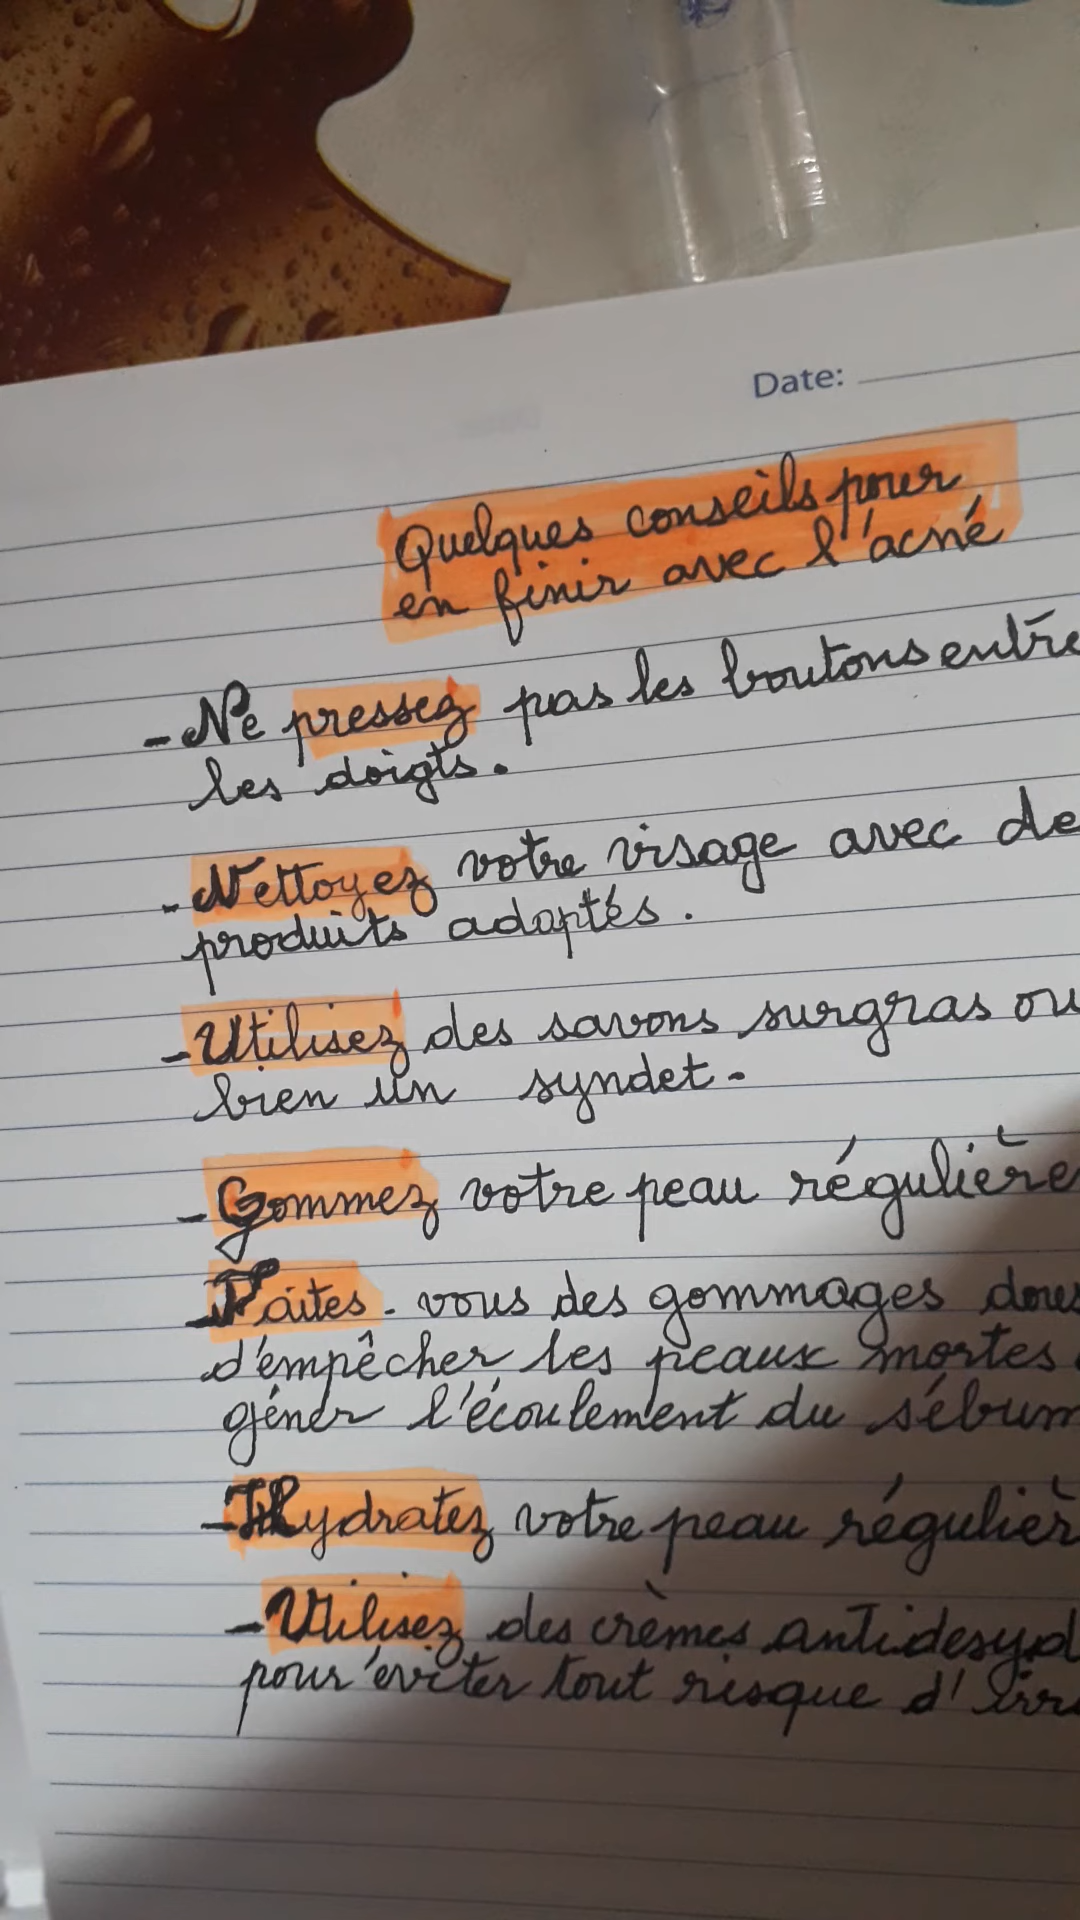 Date:
Quelques conseils pour
en finir avec l'acné
- Ne pressez pas les boutons entre
les doigts.
- Nettoyez votre visage avec de
produits adaptés.
- Utilisez des savons surgras ou
bien un syndet.
- Gommez votre peau régulière
- Faites-vous des gommages doux
d'empêcher les peaux mortes
gêner l'écoulement du sébum
- Hydratez votre peau régulièr
- Utilisez des crèmes antidesyd
pour éviter tout risque d'irr